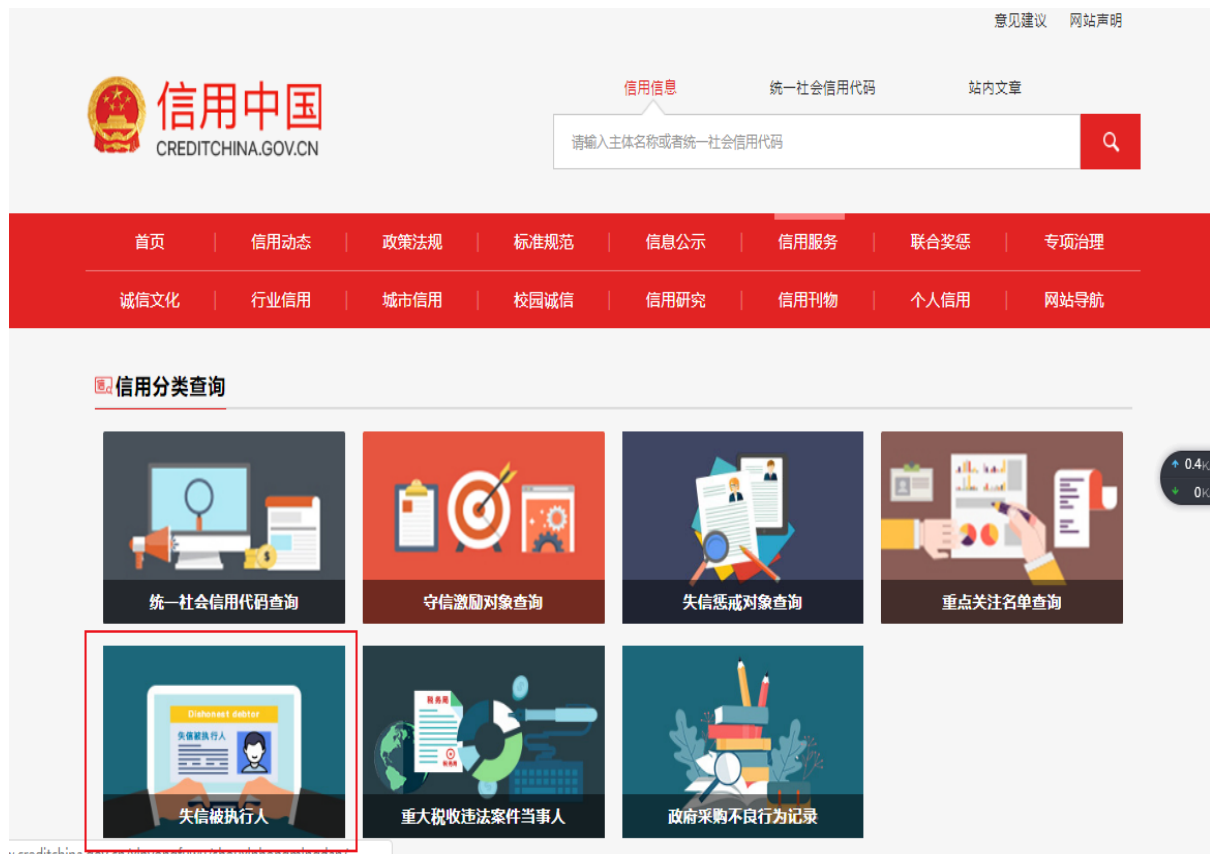 意见建议 网站声明
信用中国
CREDITCHINA.GOV.CN
信用信息 统一社会信用代码 站内文章
请输入主体名称或者统一社会信用代码
首页 信用动态 政策法规 标准规范 信息公示 信用服务 联合奖惩 专项治理
诚信文化 行业信用 城市信用 校园诚信 信用研究 信用刊物 个人信用 网站导航
信用分类查询
0.4K
0K
统一社会信用代码查询 守信激励对象查询 失信惩戒对象查询 重点关注名单查询
Dishonest debtor
失信被执行人
税务局
失信被执行人 重大税收违法案件当事人 政府采购不良行为记录